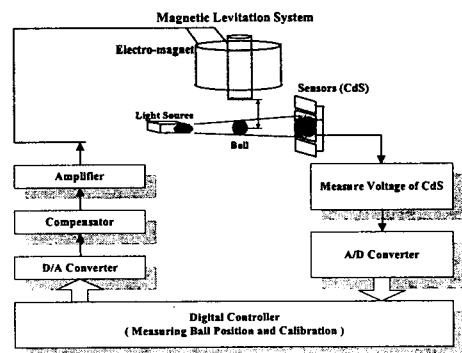 Magnetic Levitation System
Electro-magnet
Sensors (CdS)
Light Source
Ball
Amplifier
Measure Voltage of CdS
Compensator
A/D Converter
D/A Converter
Digital Controller
( Measuring Ball Position and Calibration )